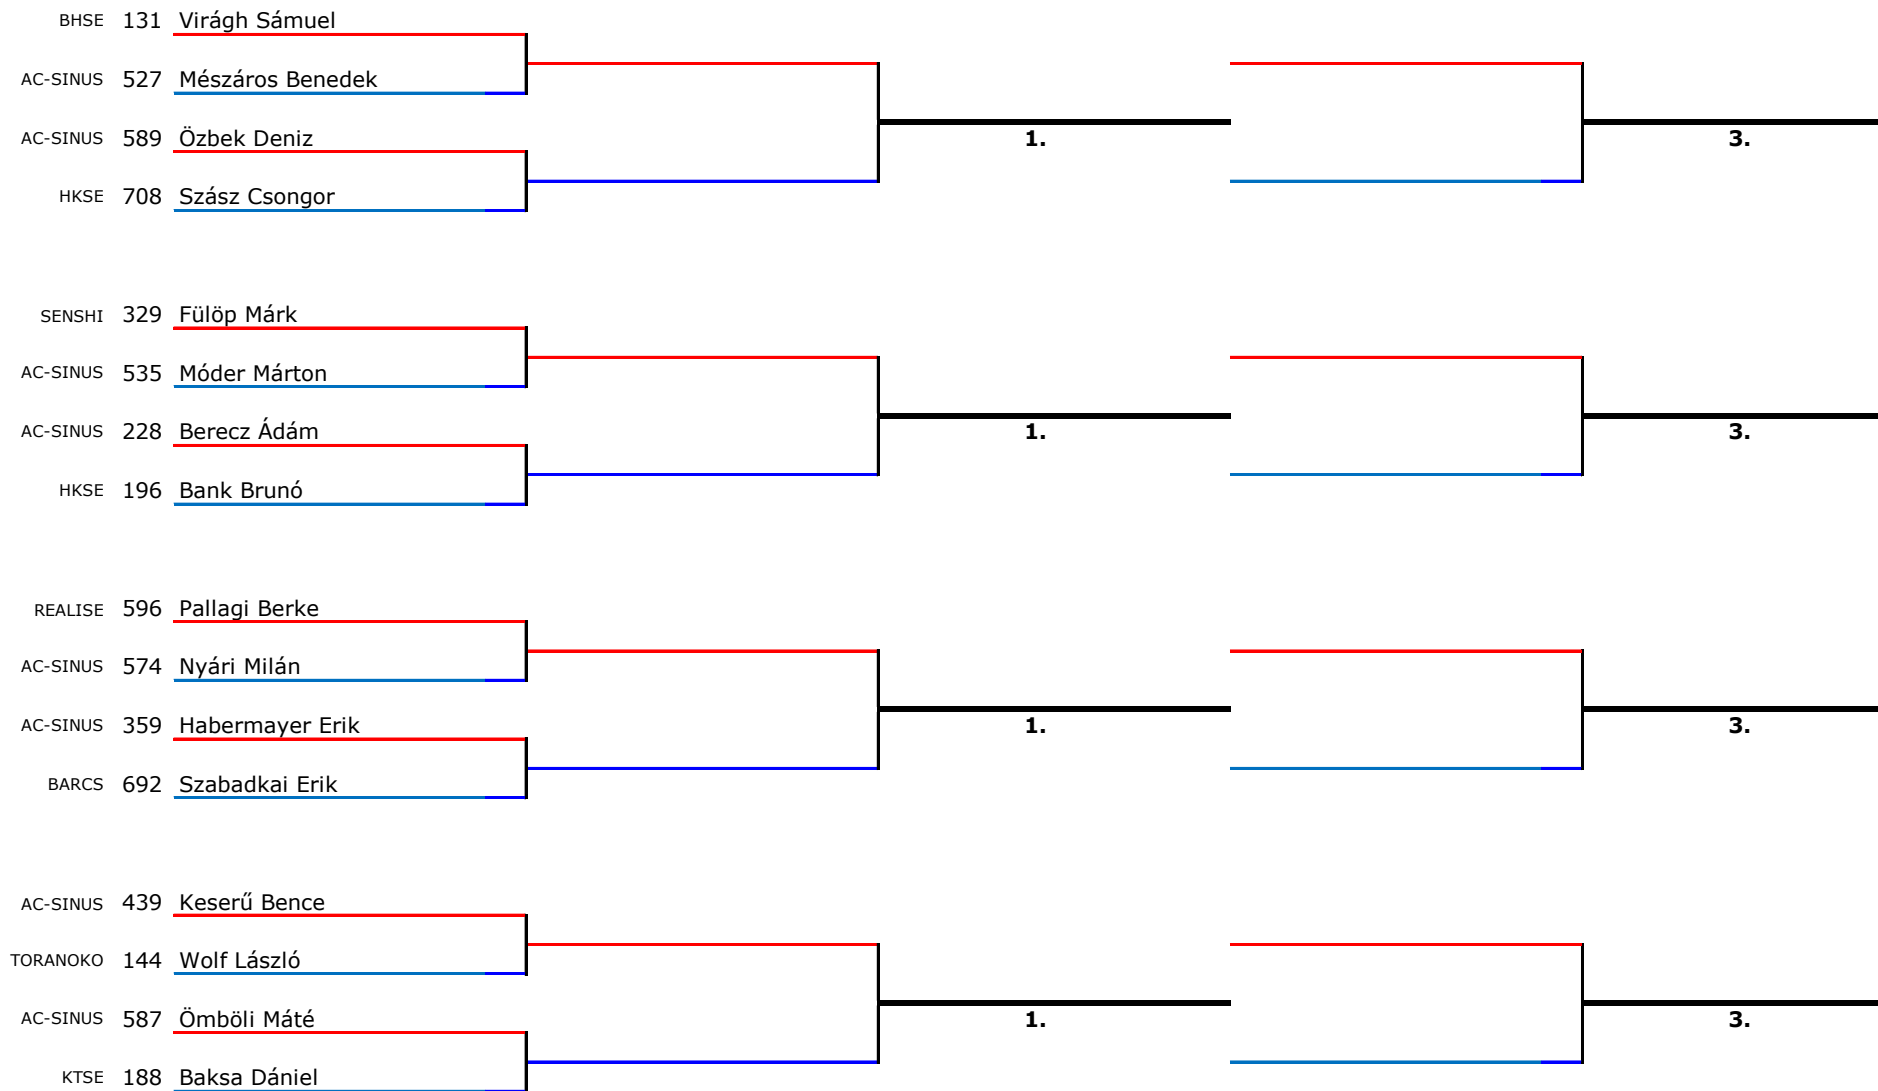 BHSE 131 Virágh Sámuel
AC-SINUS 527 Mészáros Benedek
AC-SINUS 589 Özbek Deniz 1. 3.
HKSE 708 Szász Csongor
SENSHI 329 Fülöp Márk
AC-SINUS 535 Móder Márton
AC-SINUS 228 Berecz Ádám 1. 3.
HKSE 196 Bank Brunó
REALISE 596 Pallagi Berke
AC-SINUS 574 Nyári Milán
AC-SINUS 359 Habermayer Erik 1. 3.
BARCS 692 Szabadkai Erik
AC-SINUS 439 Keserű Bence
TORANOKO 144 Wolf László
AC-SINUS 587 Ömböli Máté 1. 3.
KTSE 188 Baksa Dániel